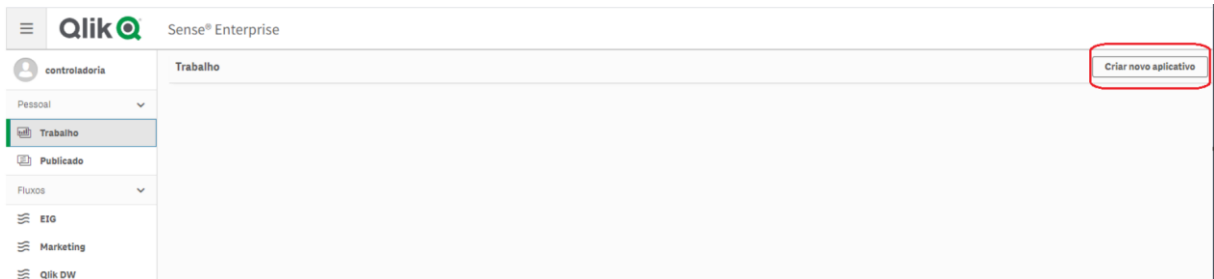 Qlik Sense® Enterprise
controladoria
Trabalho
Criar novo aplicativo
Pessoal
Trabalho
Publicado
Fluxos
EIG
Marketing
Qlik DW